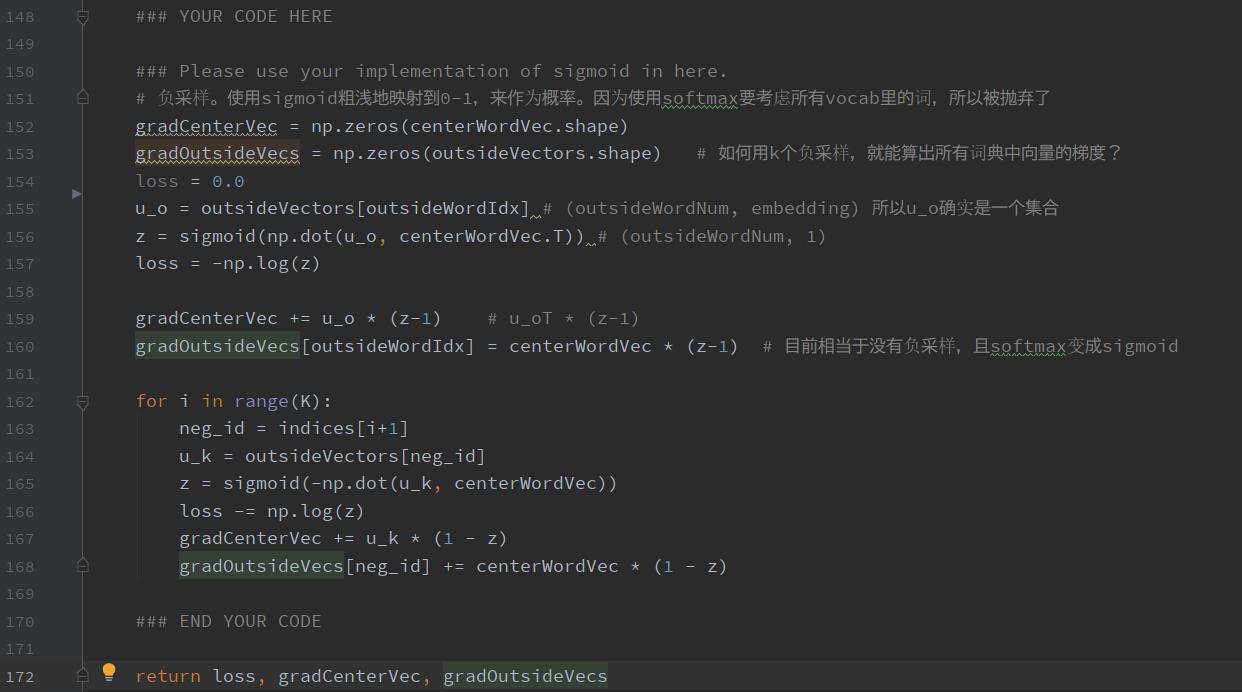 148 ### YOUR CODE HERE
149
150 ### Please use your implementation of sigmoid in here.
151 # 负采样。使用sigmoid粗浅地映射到0-1，来作为概率。因为使用softmax要考虑所有vocab里的词，所以被抛弃了
152 gradCenterVec = np.zeros(centerWordVec.shape)
153 gradOutsideVecs = np.zeros(outsideVectors.shape)   # 如何用k个负采样，就能算出所有词典中向量的梯度？
154 loss = 0.0
155 u_o = outsideVectors[outsideWordIdx] # (outsideWordNum, embedding) 所以u_o确实是一个集合
156 z = sigmoid(np.dot(u_o, centerWordVec.T)) # (outsideWordNum, 1)
157 loss = -np.log(z)
158
159 gradCenterVec += u_o * (z-1)    # u_oT * (z-1)
160 gradOutsideVecs[outsideWordIdx] = centerWordVec * (z-1)  # 目前相当于没有负采样，且softmax变成sigmoid
161
162 for i in range(K):
163     neg_id = indices[i+1]
164     u_k = outsideVectors[neg_id]
165     z = sigmoid(-np.dot(u_k, centerWordVec))
166     loss -= np.log(z)
167     gradCenterVec += u_k * (1 - z)
168     gradOutsideVecs[neg_id] += centerWordVec * (1 - z)
169
170 ### END YOUR CODE
171
172 return loss, gradCenterVec, gradOutsideVecs